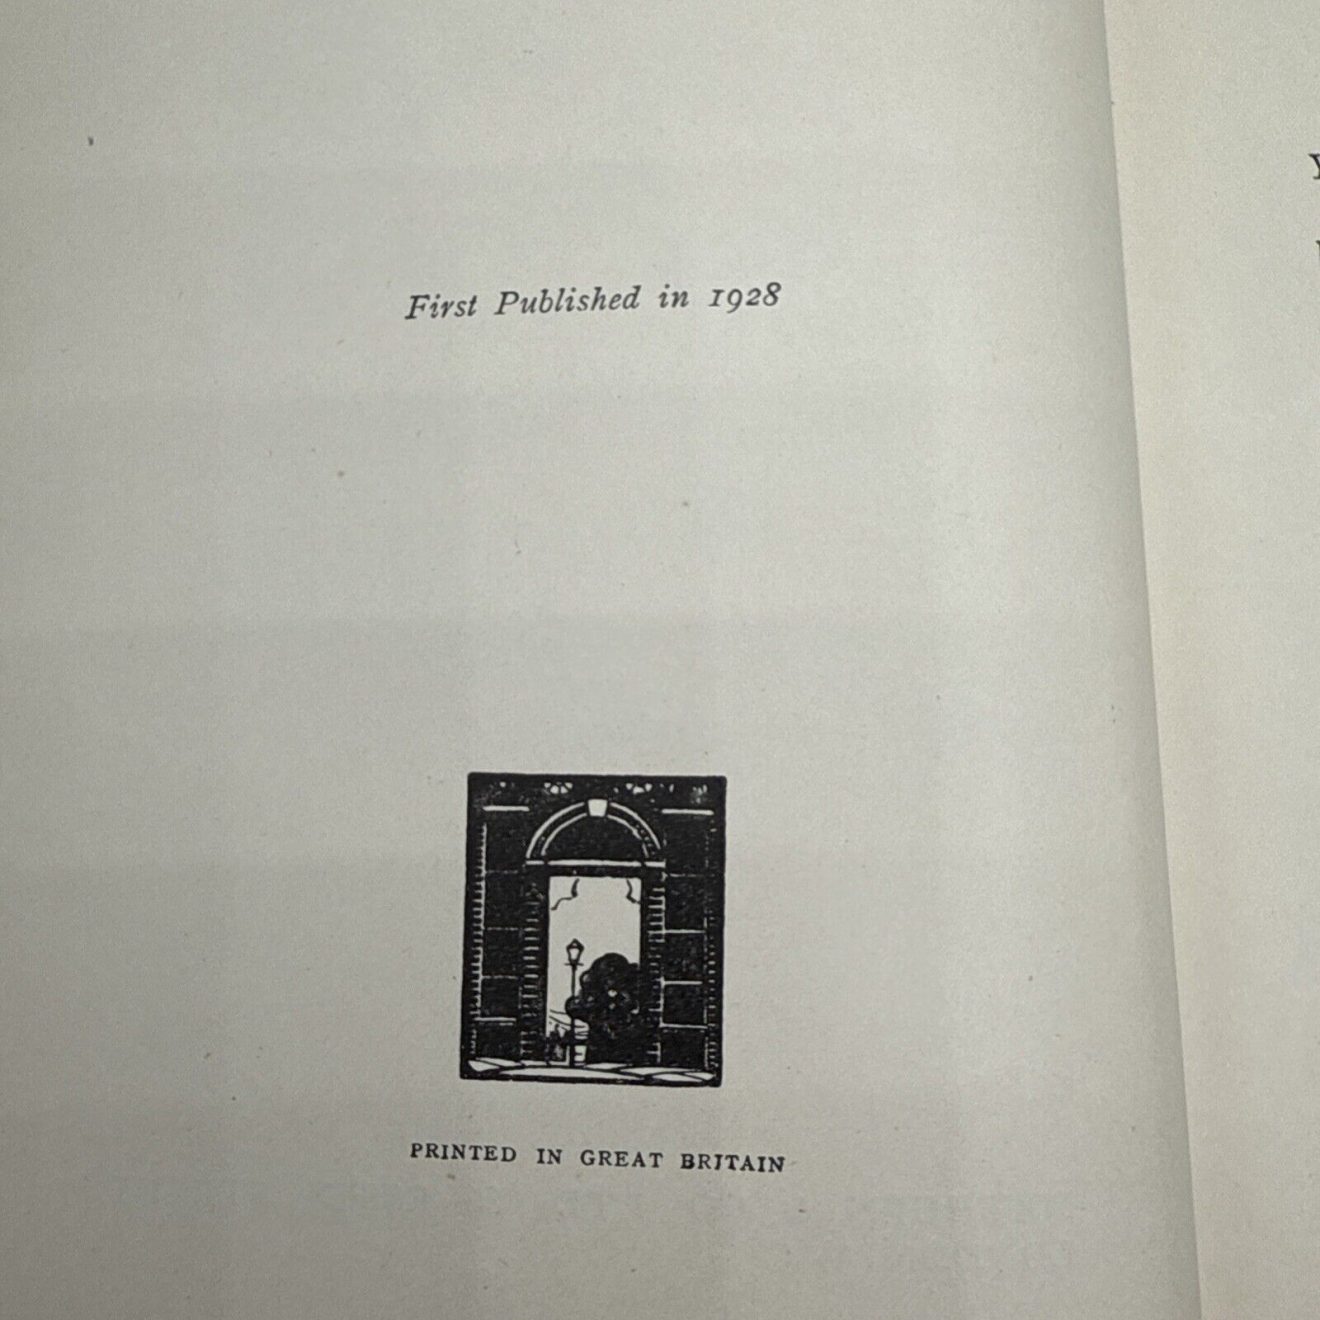 First Published in 1928
PRINTED IN GREAT BRITAIN